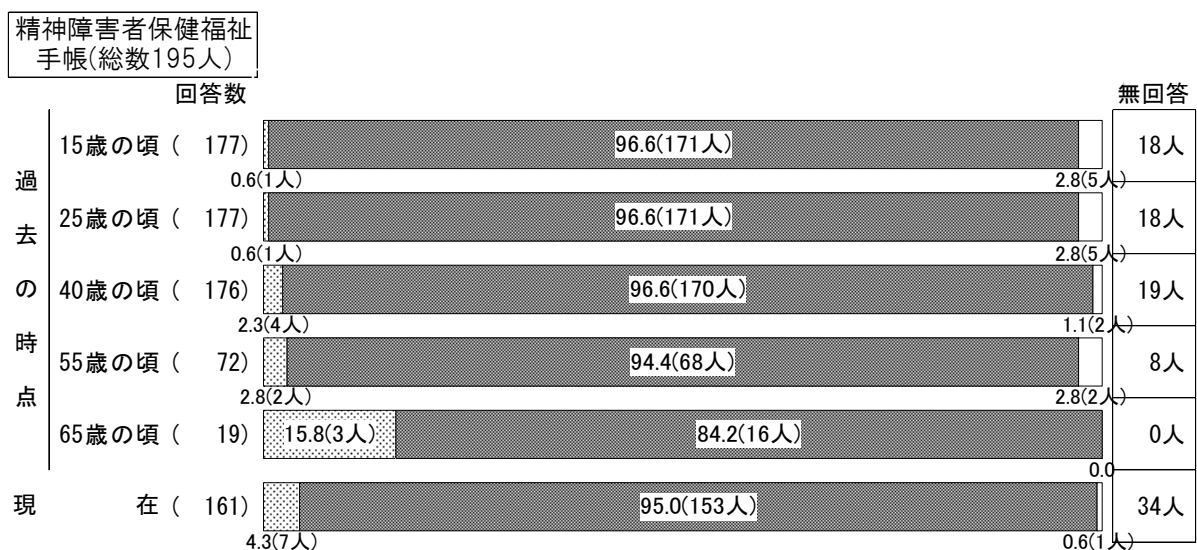 精神障害者保健福祉
手帳(総数195人)
回答数
無回答
過去の時点
15歳の頃 ( 177) 96.6(171人) 18人
0.6(1人) 2.8(5人)
25歳の頃 ( 177) 96.6(171人) 18人
0.6(1人) 2.8(5人)
40歳の頃 ( 176) 96.6(170人) 19人
2.3(4人) 1.1(2人)
55歳の頃 ( 72) 94.4(68人) 8人
2.8(2人) 2.8(2人)
65歳の頃 ( 19) 15.8(3人) 84.2(16人) 0人
0.0
現在 ( 161) 95.0(153人) 34人
4.3(7人) 0.6(1人)